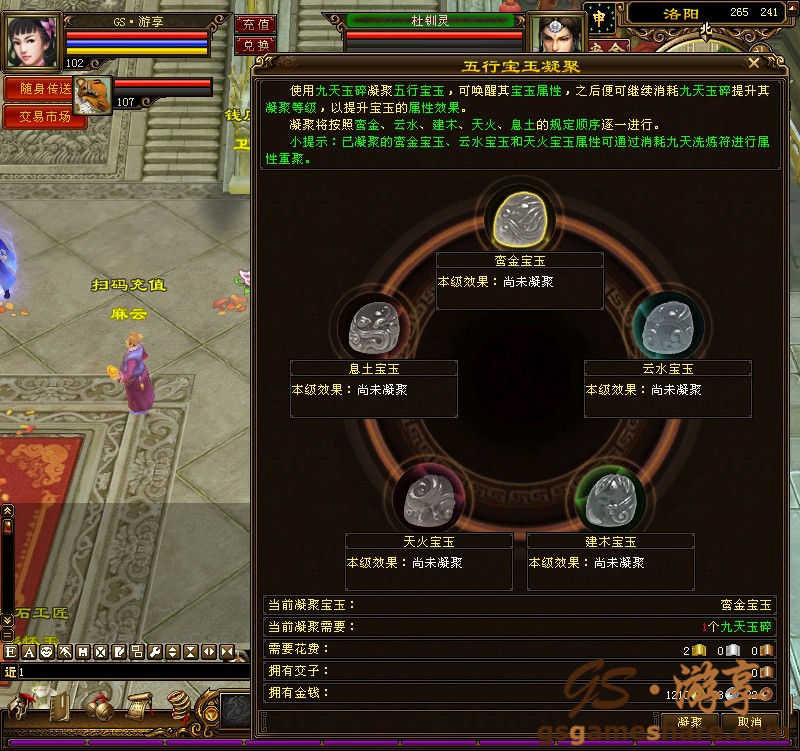 GS·游享
102
随身传送
交易市场
107
充值
兑换
杜钏灵
申
洛阳
265 241
北
扫码充值
麻云
石工匠
近1
五行宝玉凝聚
使用九天玉碎凝聚五行宝玉，可唤醒其宝玉属性，之后便可继续消耗九天玉碎提升其
凝聚等级，以提升宝玉的属性效果。
凝聚将按照蛮金、云水、建木、天火、息土的规定顺序逐一进行。
小提示：已凝聚的蛮金宝玉、云水宝玉和天火宝玉属性可通过消耗九天洗炼符进行属
性重聚。
蛮金宝玉
本级效果：尚未凝聚
息土宝玉
本级效果：尚未凝聚
云水宝玉
本级效果：尚未凝聚
天火宝玉
本级效果：尚未凝聚
建木宝玉
本级效果：尚未凝聚
当前凝聚宝玉：
蛮金宝玉
当前凝聚需要：
1个九天玉碎
需要花费：
2 0 0
拥有交子：
0
拥有金钱：
凝聚
取消
GS·游享
gsgameshare.com